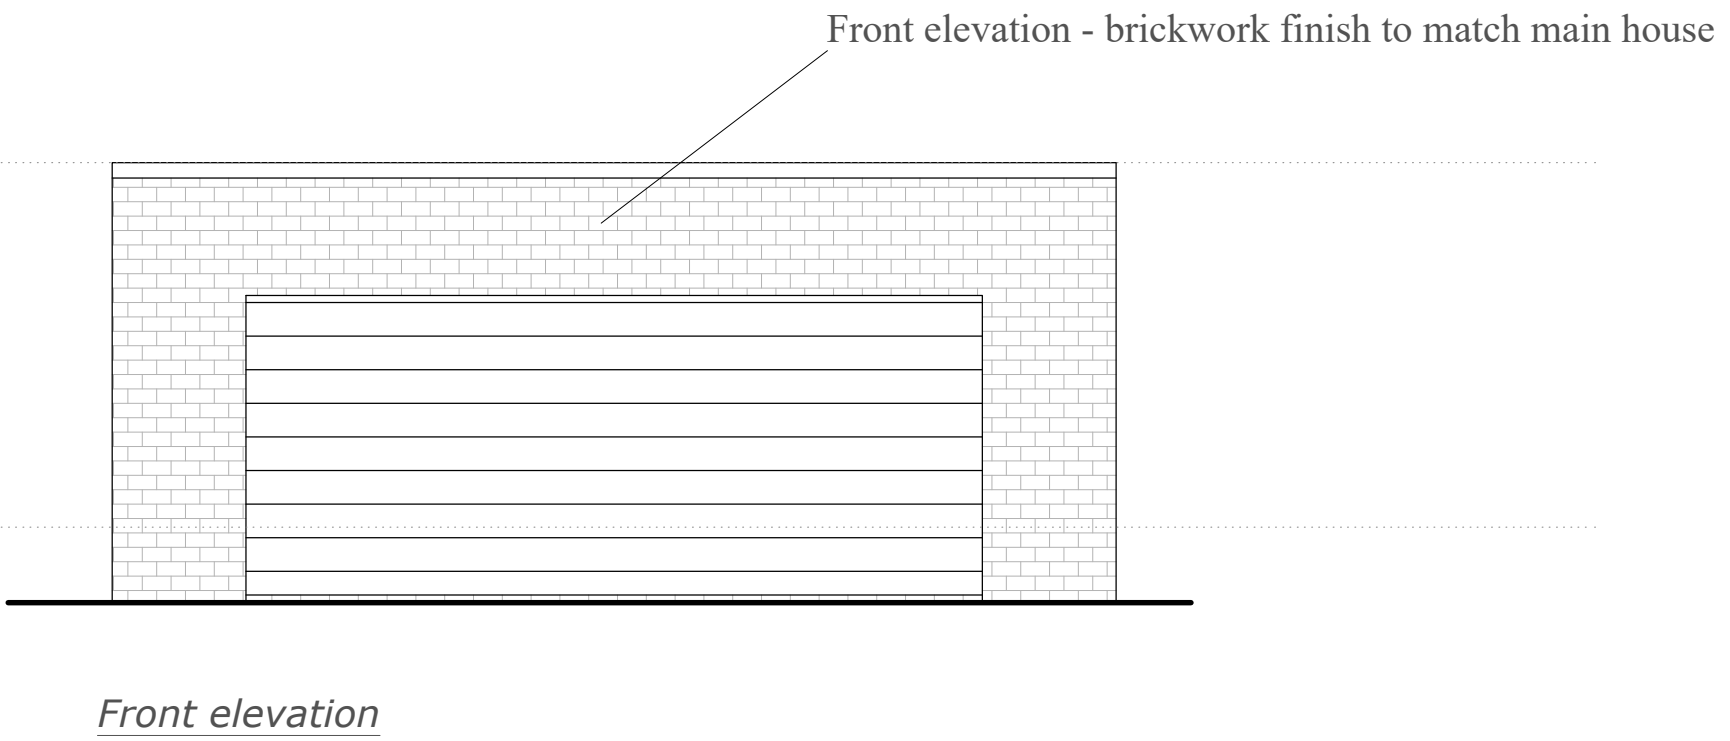 Front elevation - brickwork finish to match main house
Front elevation